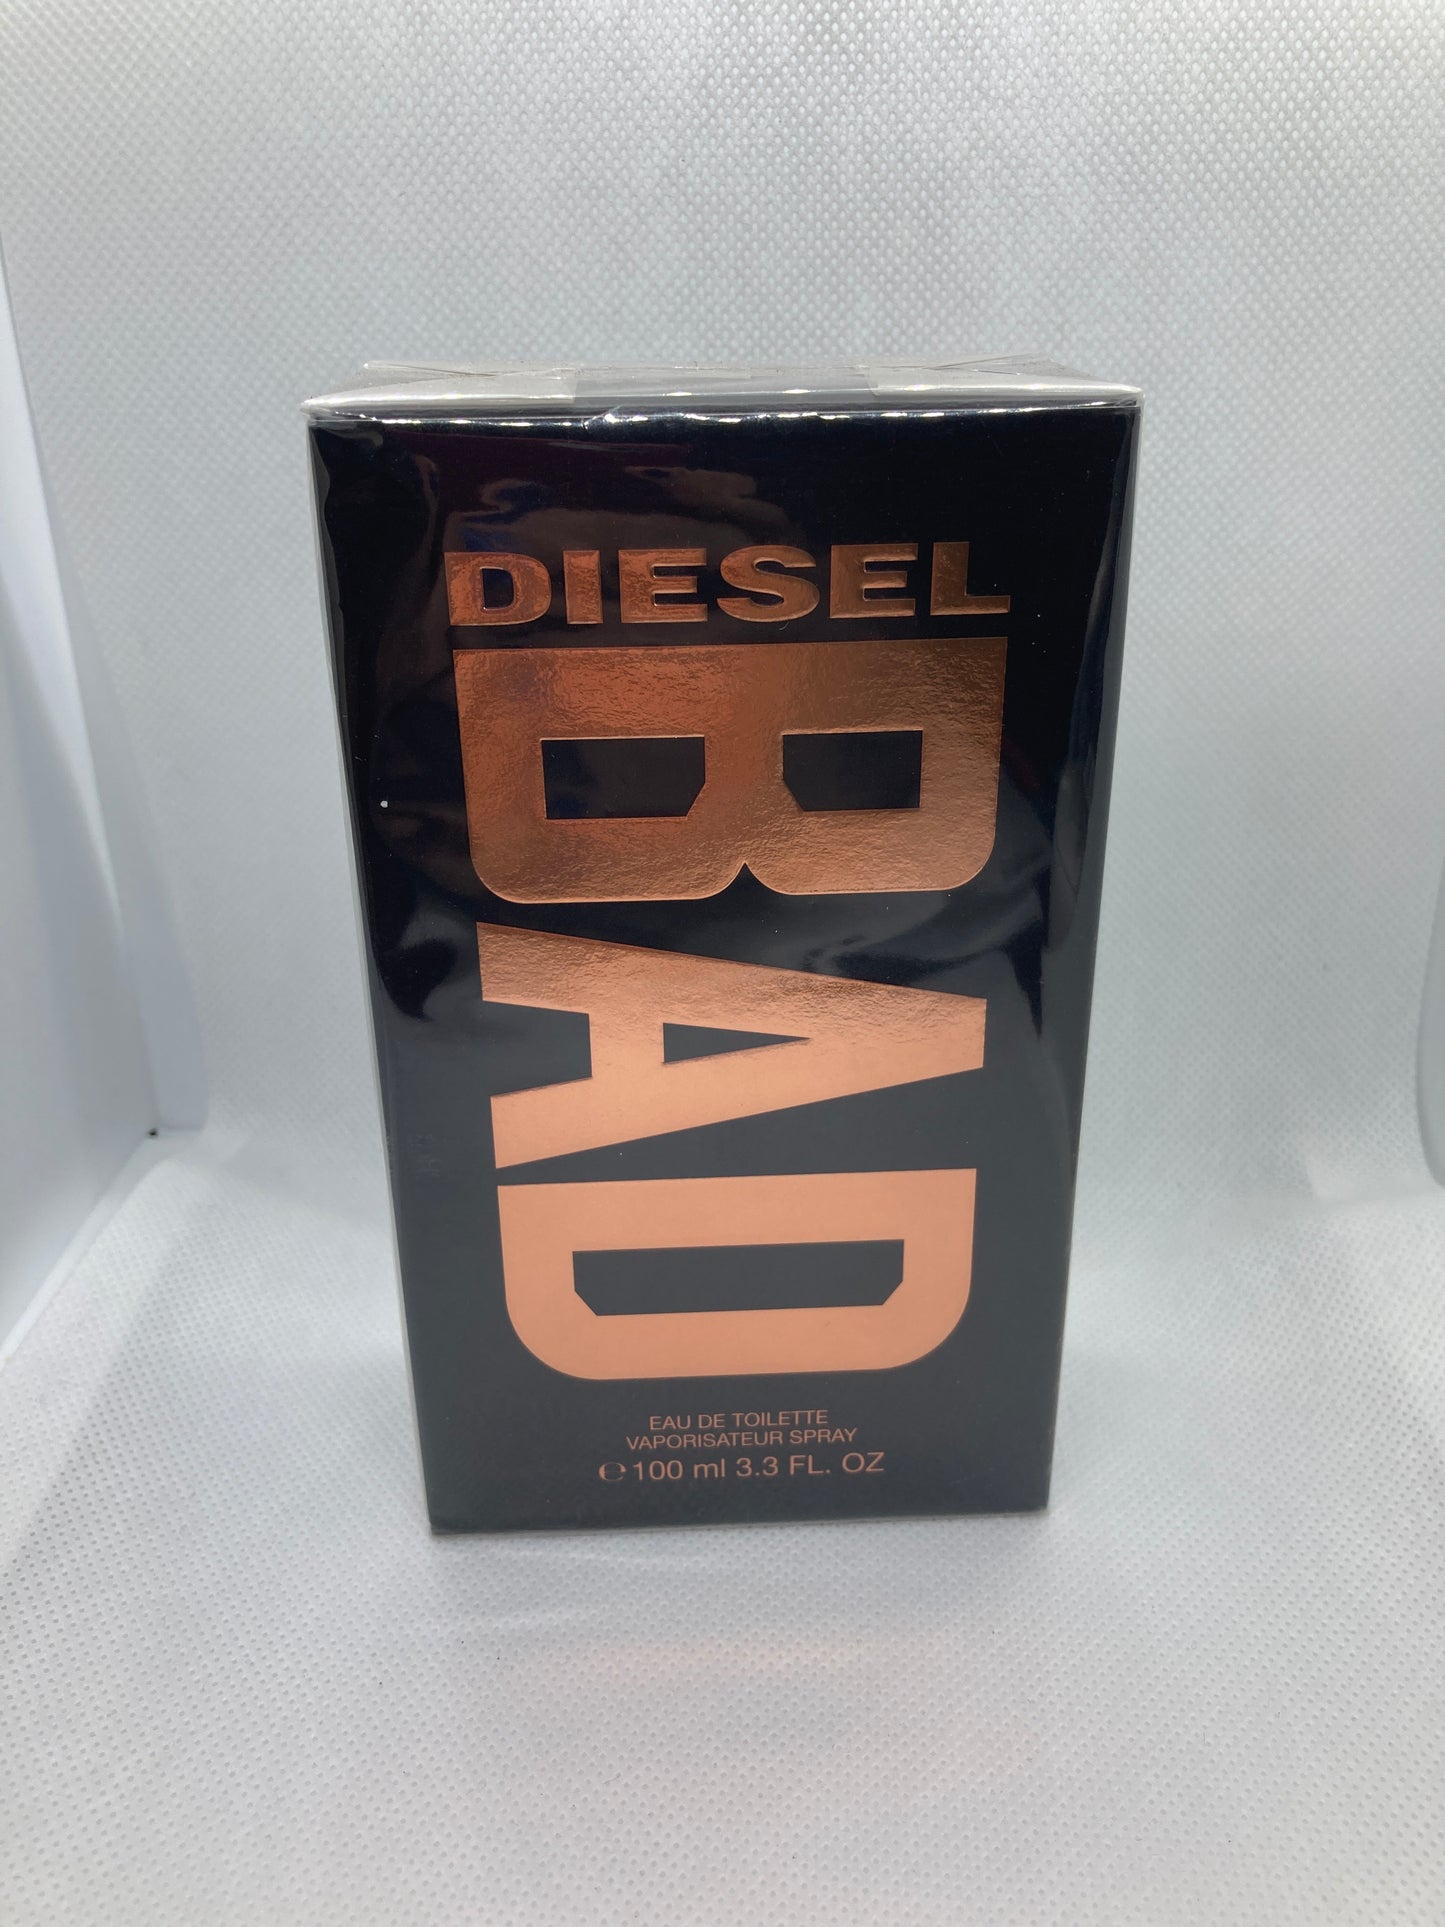 DIESEL
BAD
EAU DE TOILETTE
VAPORISATEUR SPRAY
℮ 100 ml 3.3 FL. OZ